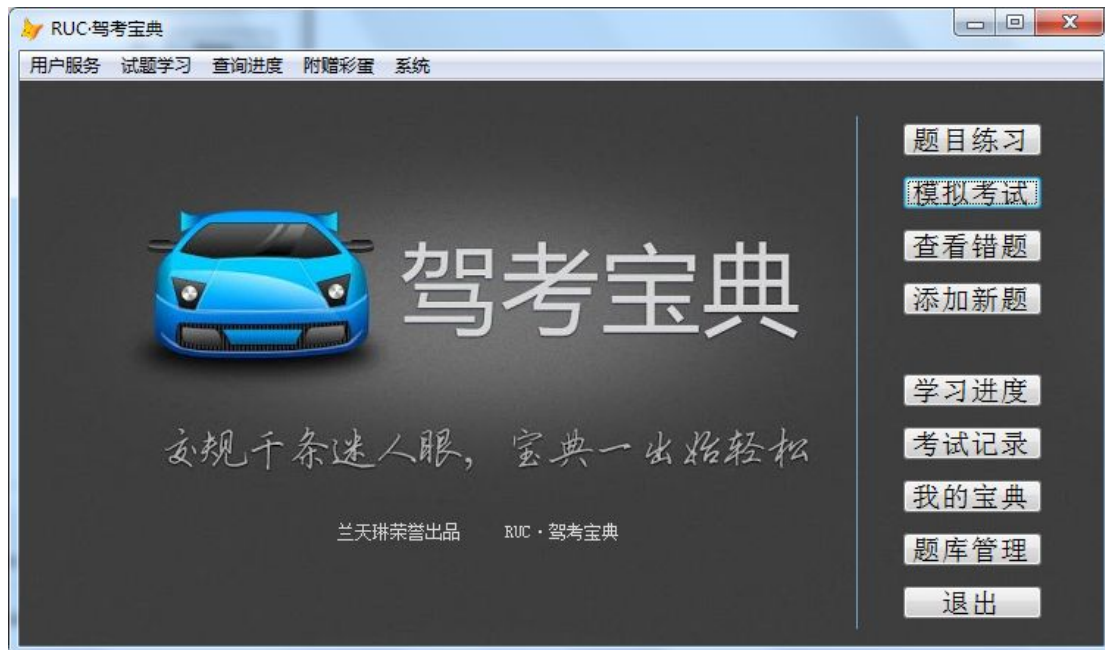 RUC·驾考宝典
用户服务 试题学习 查询进度 附赠彩蛋 系统
驾考宝典
交规千条迷人眼，宝典一出始轻松
兰天琳荣誉出品 RUC·驾考宝典
题目练习
模拟考试
查看错题
添加新题
学习进度
考试记录
我的宝典
题库管理
退出